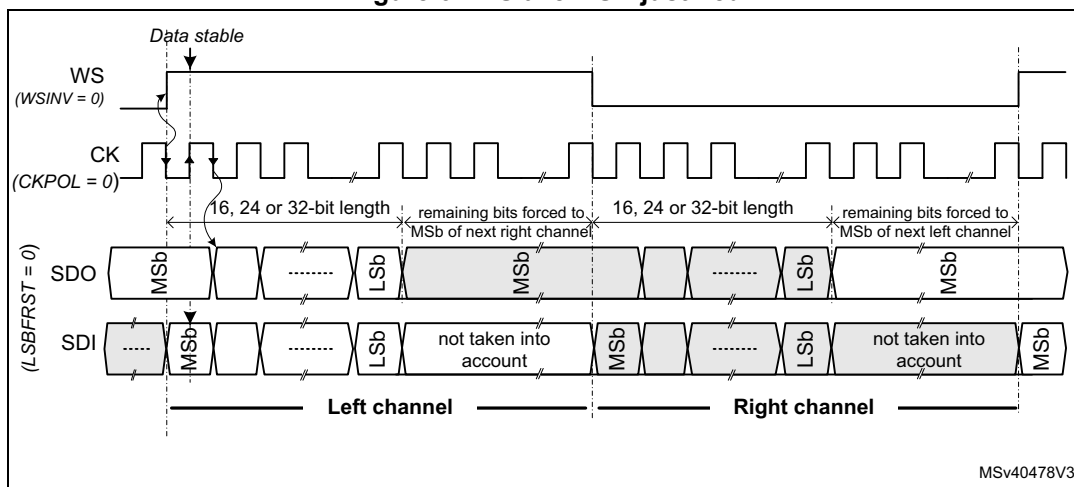 Data stable
WS
(WSINV = 0)
CK
(CKPOL = 0)
16, 24 or 32-bit length
remaining bits forced to
MSb of next right channel
16, 24 or 32-bit length
remaining bits forced to
MSb of next left channel
(LSBFRST = 0)
SDO
MSb
--------
LSb
MSb
--------
LSb
MSb
SDI
-----
MSb
--------
LSb
not taken into
account
MSb
--------
LSb
not taken into
account
MSb
Left channel
Right channel
MSv40478V3